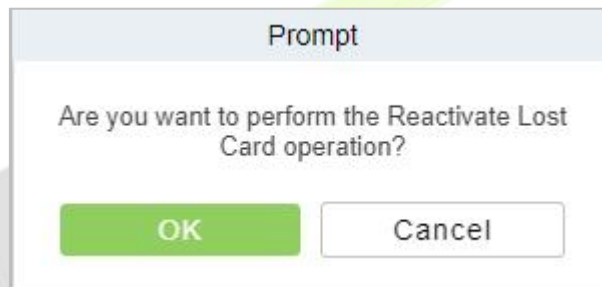 Prompt
Are you want to perform the Reactivate Lost
Card operation?
OK
Cancel